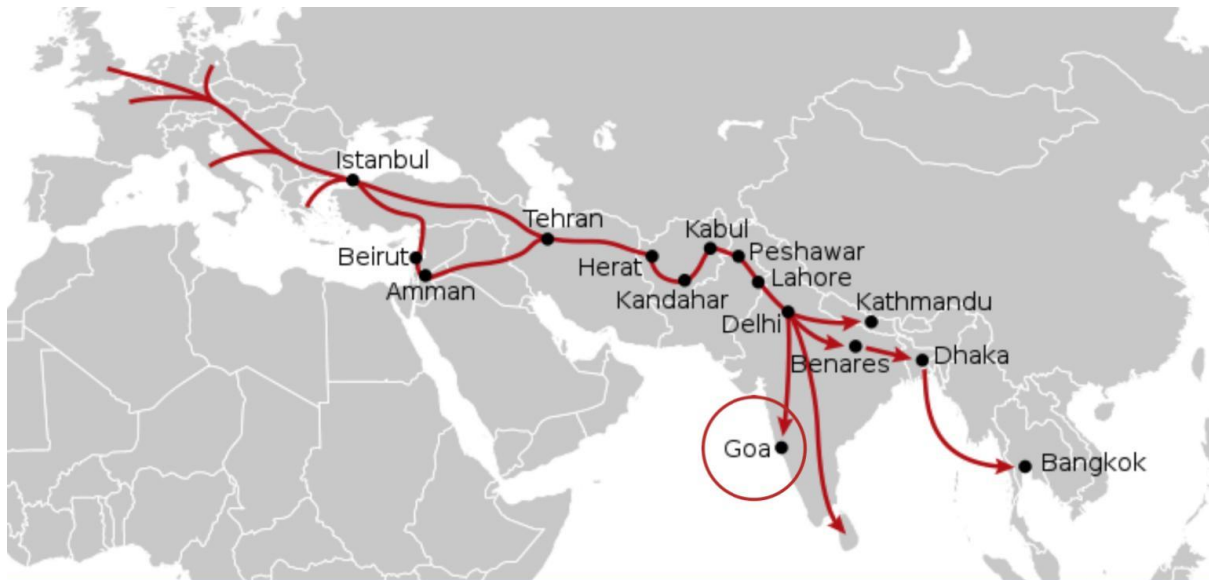 Istanbul
Tehran
Kabul
Beirut
Herat
Peshawar
Amman
Lahore
Kandahar
Kathmandu
Delhi
Benares
Dhaka
Goa
Bangkok